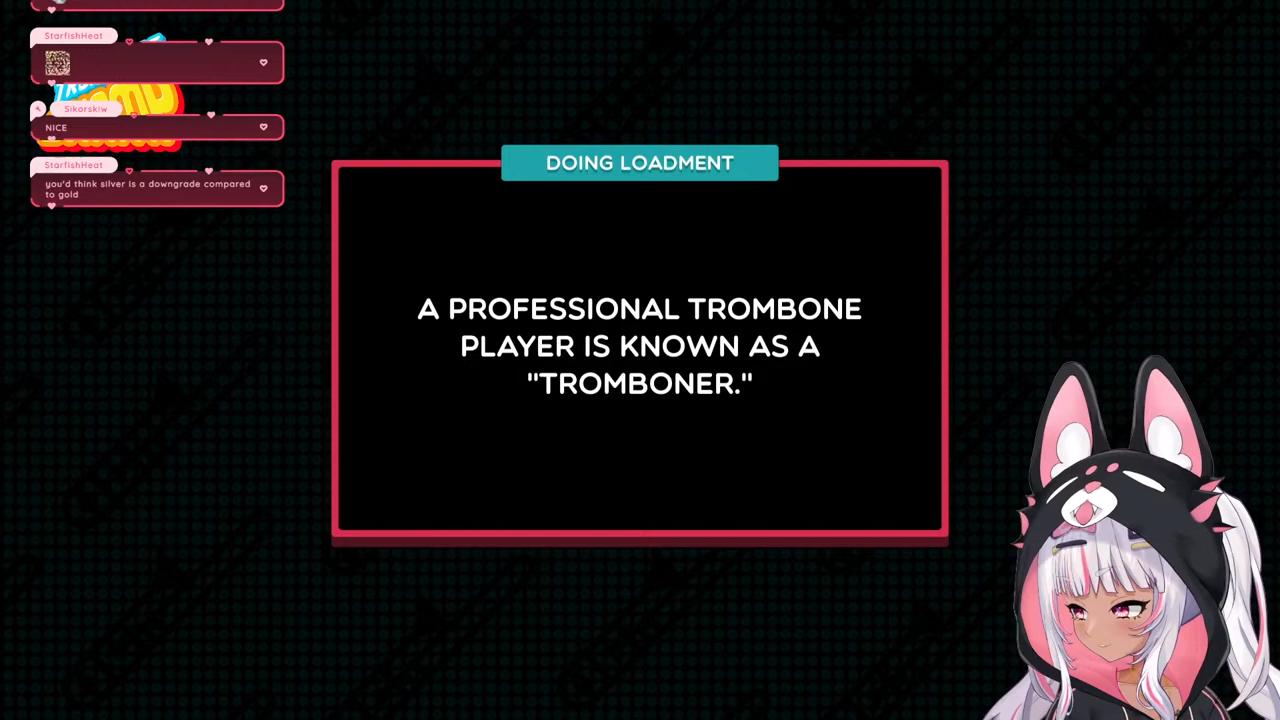 StarfishHeat
Sikorskiw
NICE
StarfishHeat
you'd think silver is a downgrade compared
to gold
DOING LOADMENT
A PROFESSIONAL TROMBONE
PLAYER IS KNOWN AS A
"TROMBONER."